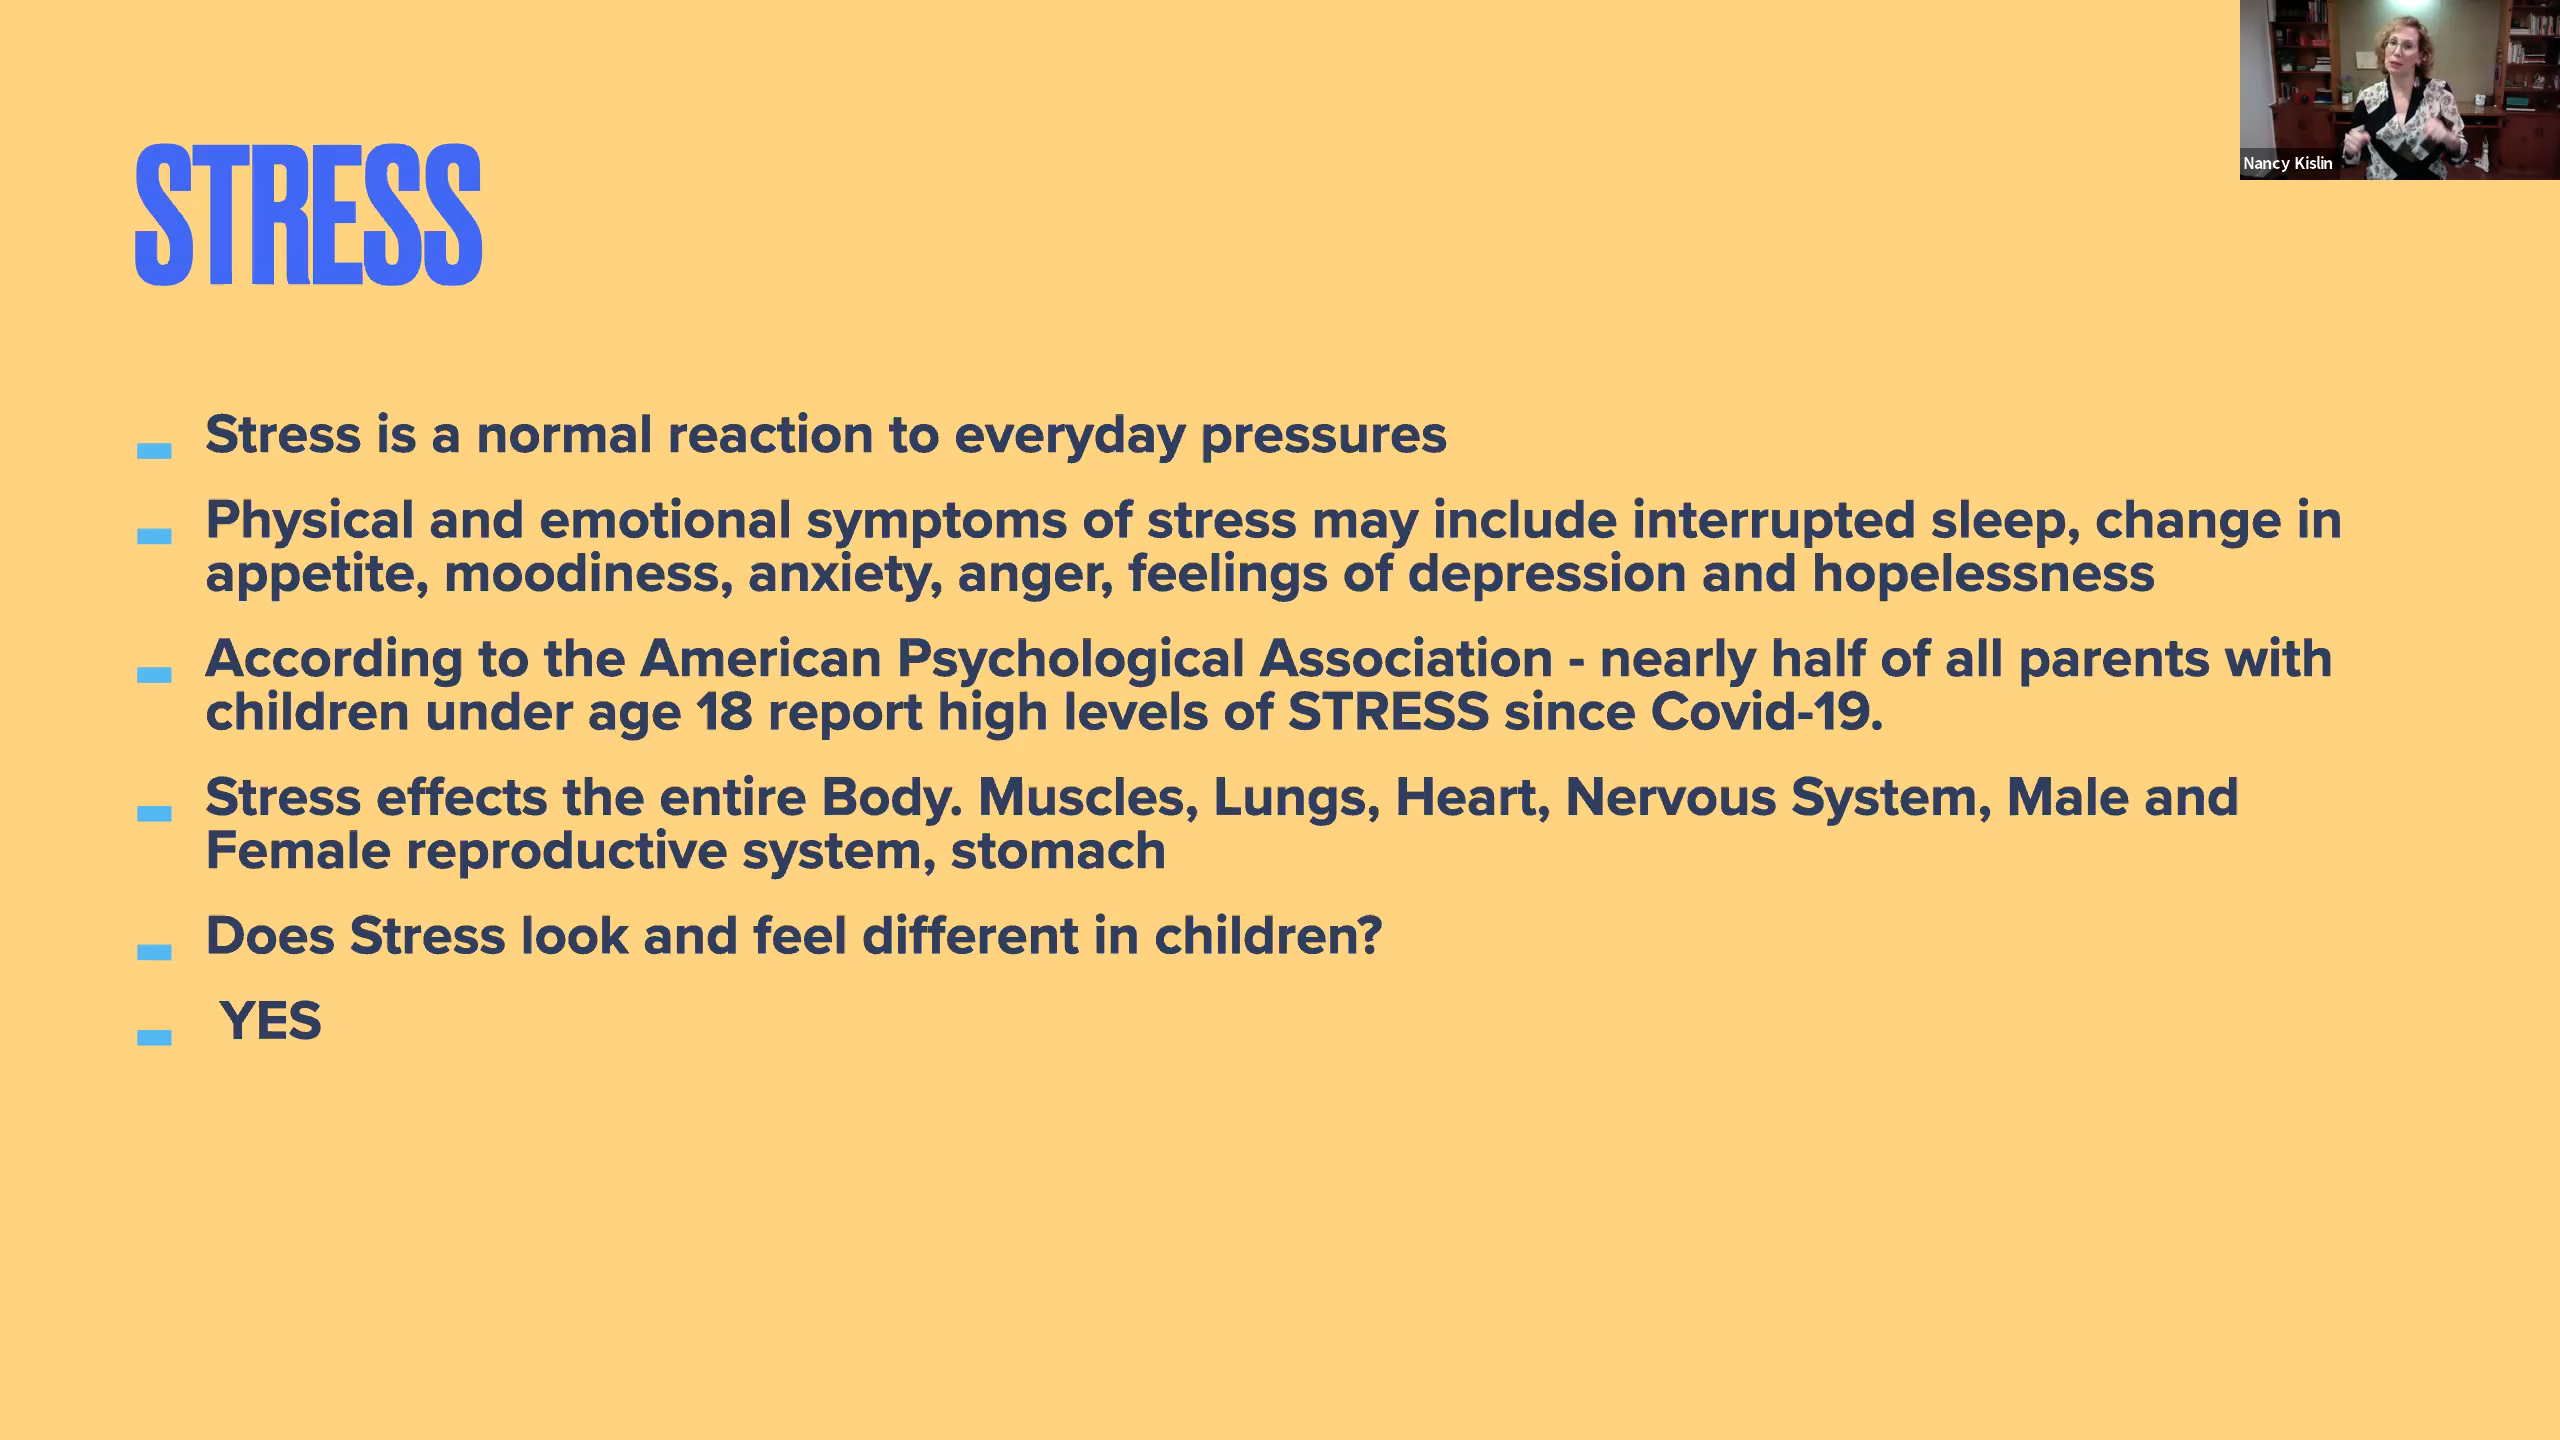 STRESS
Stress is a normal reaction to everyday pressures
Physical and emotional symptoms of stress may include interrupted sleep, change in
appetite, moodiness, anxiety, anger, feelings of depression and hopelessness
According to the American Psychological Association - nearly half of all parents with
children under age 18 report high levels of STRESS since Covid-19.
Stress effects the entire Body. Muscles, Lungs, Heart, Nervous System, Male and
Female reproductive system, stomach
Does Stress look and feel different in children?
YES
Nancy Kislin